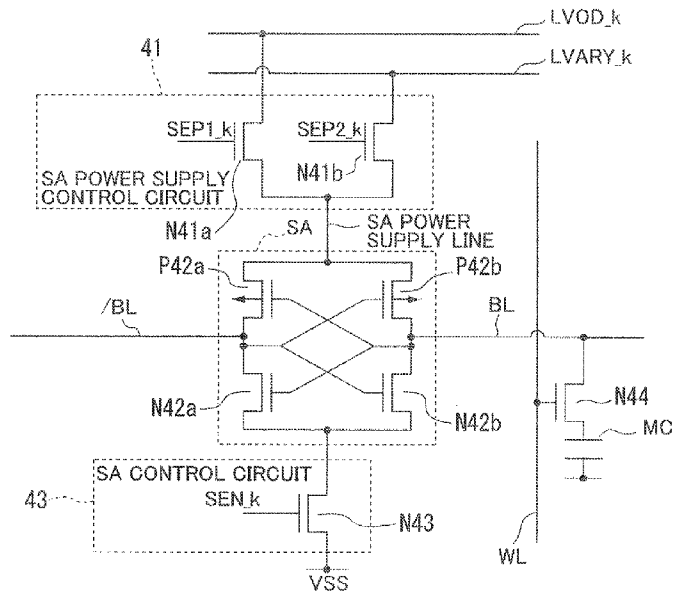 LVOD_k
LVARY_k
41
SEP1_k
SEP2_k
N41b
SA POWER SUPPLY
CONTROL CIRCUIT
N41a
SA
SA POWER
SUPPLY LINE
P42a
P42b
/BL
BL
N42a
N42b
N44
MC
SA CONTROL CIRCUIT
43
SEN_k
N43
WL
VSS